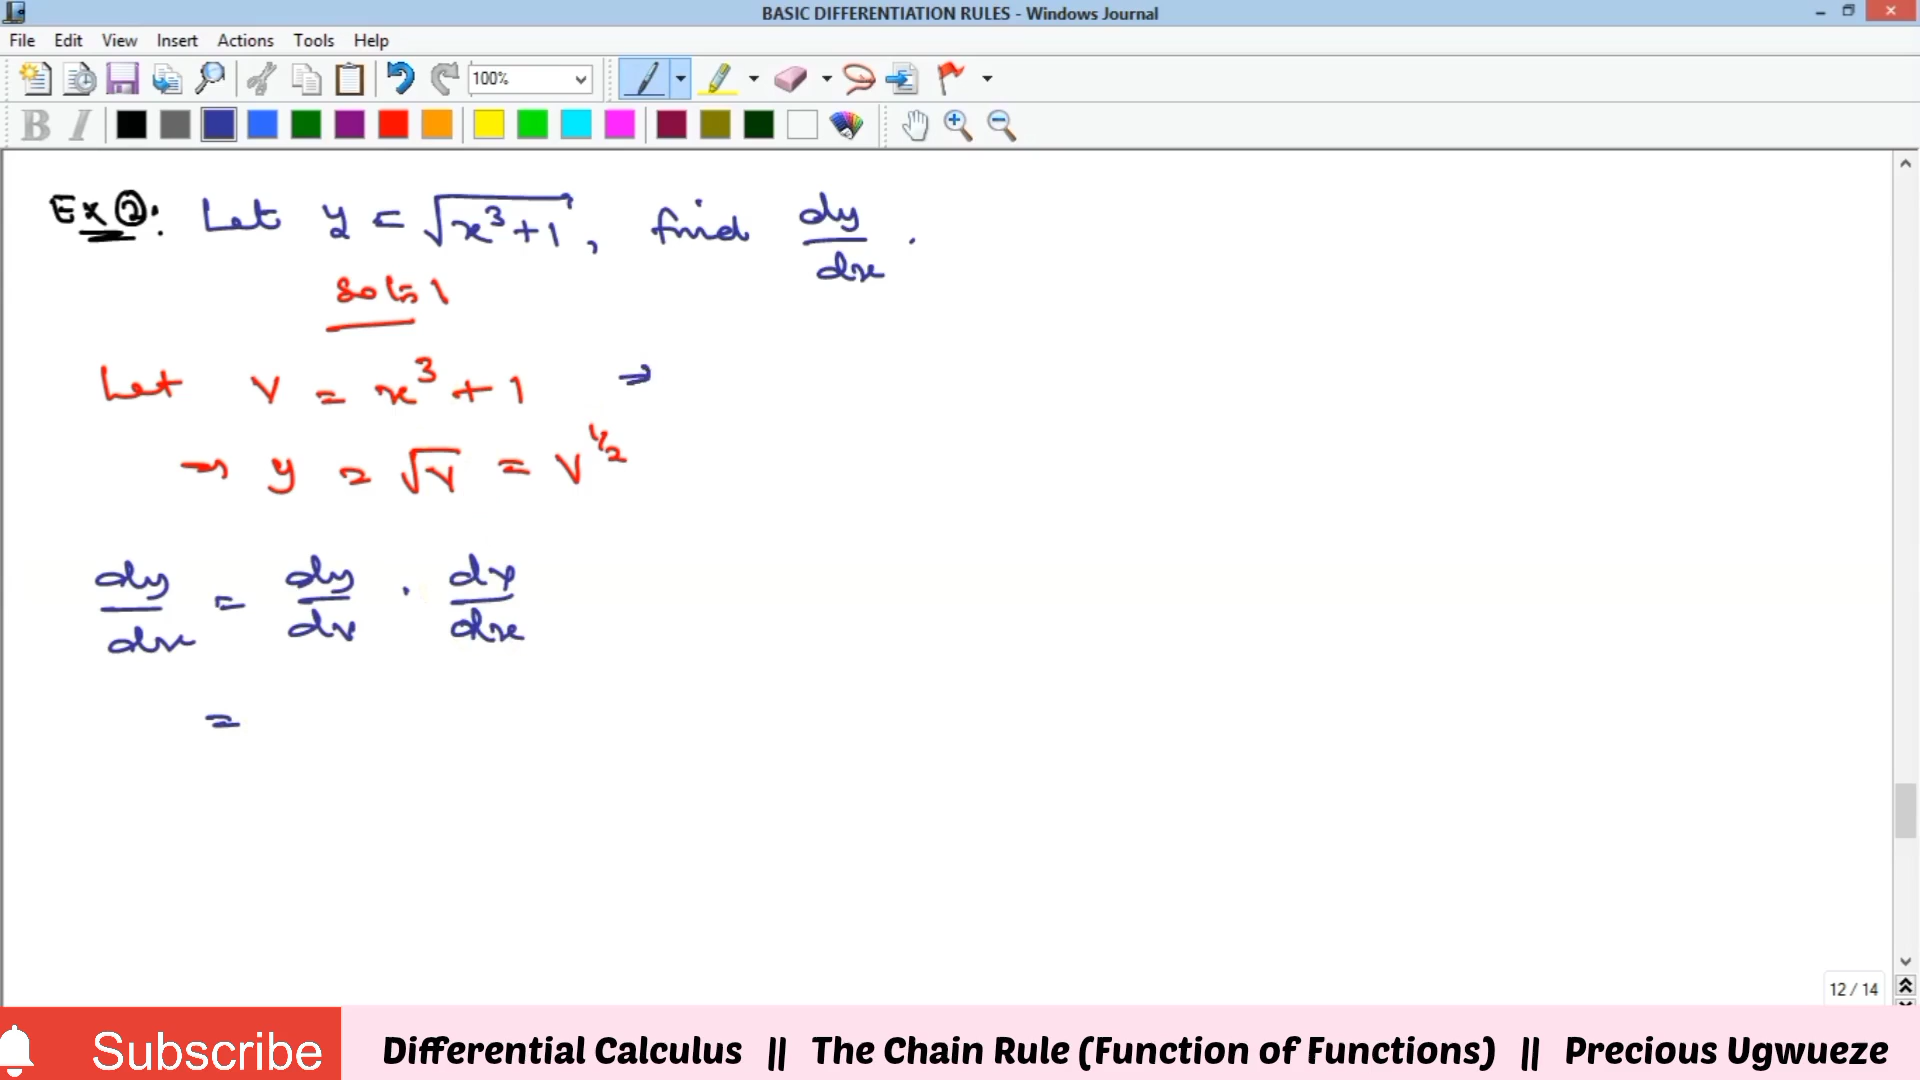 BASIC DIFFERENTIATION RULES - Windows Journal
File Edit View Insert Actions Tools Help
100%
B I
Ex ②: Let y = √(x³+1), find dy/dx.
soln
Let v = x³ + 1 ⇒
⇒ y = √v = v^1/2
dy/dx = dy/dv · dv/dx
=
12 / 14
Subscribe
Differential Calculus || The Chain Rule (Function of Functions) || Precious Ugwueze